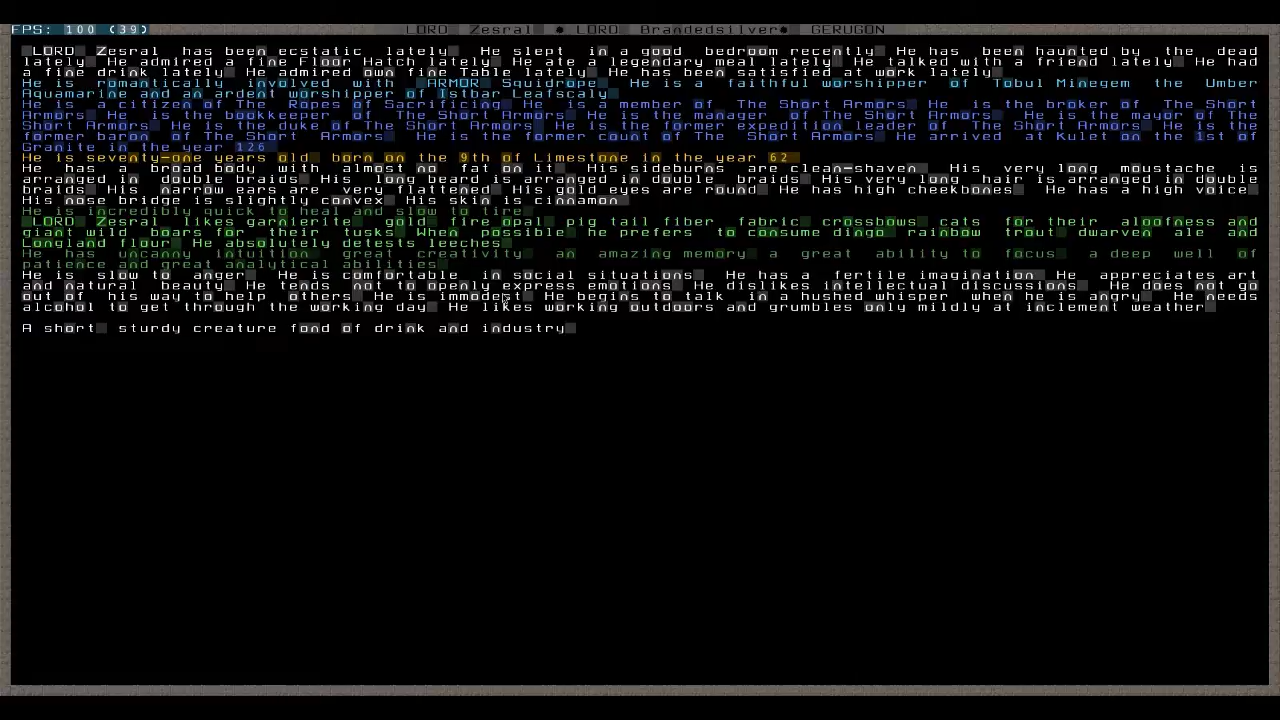 FPS: 100 (39) LORD Zesral LORD Brandedsilver GERUGON
LORD Zesral has been ecstatic lately He slept in a good bedroom recently He has been haunted by the dead
lately He admired a fine Floor Hatch lately He ate a legendary meal lately He talked with a friend lately He had
a fine drink lately He admired own fine Table lately He has been satisfied at work lately
He is romantically involved with ARMOR Squidrope He is a faithful worshipper of Tobul Minegem the Umber
Aquamarine and an ardent worshipper of Istbar Leafscaly
He is a citizen of The Ropes of Sacrificing He is a member of The Short Armors He is the broker of The Short
Armors He is the bookkeeper of The Short Armors He is the manager of The Short Armors He is the mayor of The
Short Armors He is the duke of The Short Armors He is the former expedition leader of The Short Armors He is the
former baron of The Short Armors He is the former count of The Short Armors He arrived at Kulet on the 1st of
Granite in the year 126
He is seventy-one years old born on the 9th of Limestone in the year 62
He has a broad body with almost no fat on it His sideburns are clean-shaven His very long moustache is
arranged in double braids His long beard is arranged in double braids His very long hair is arranged in double
braids His narrow ears are very flattened His gold eyes are round He has high cheekbones He has a high voice
His nose bridge is slightly convex His skin is cinnamon
He is incredibly quick to heal and slow to tire
LORD Zesral likes garnierite gold fire opal pig tail fiber fabric crossbows cats for their aloofness and
giant wild boars for their tusks When possible he prefers to consume dingo rainbow trout dwarven ale and
Longland flour He absolutely detests leeches
He has uncanny intuition great creativity an amazing memory a great ability to focus a deep well of
patience and great analytical abilities
He is slow to anger He is comfortable in social situations He has a fertile imagination He appreciates art
and natural beauty He tends not to openly express emotions He dislikes intellectual discussions He does not go
out of his way to help others He is immodest He begins to talk in a hushed whisper when he is angry He needs
alcohol to get through the working day He likes working outdoors and grumbles only mildly at inclement weather
A short sturdy creature fond of drink and industry